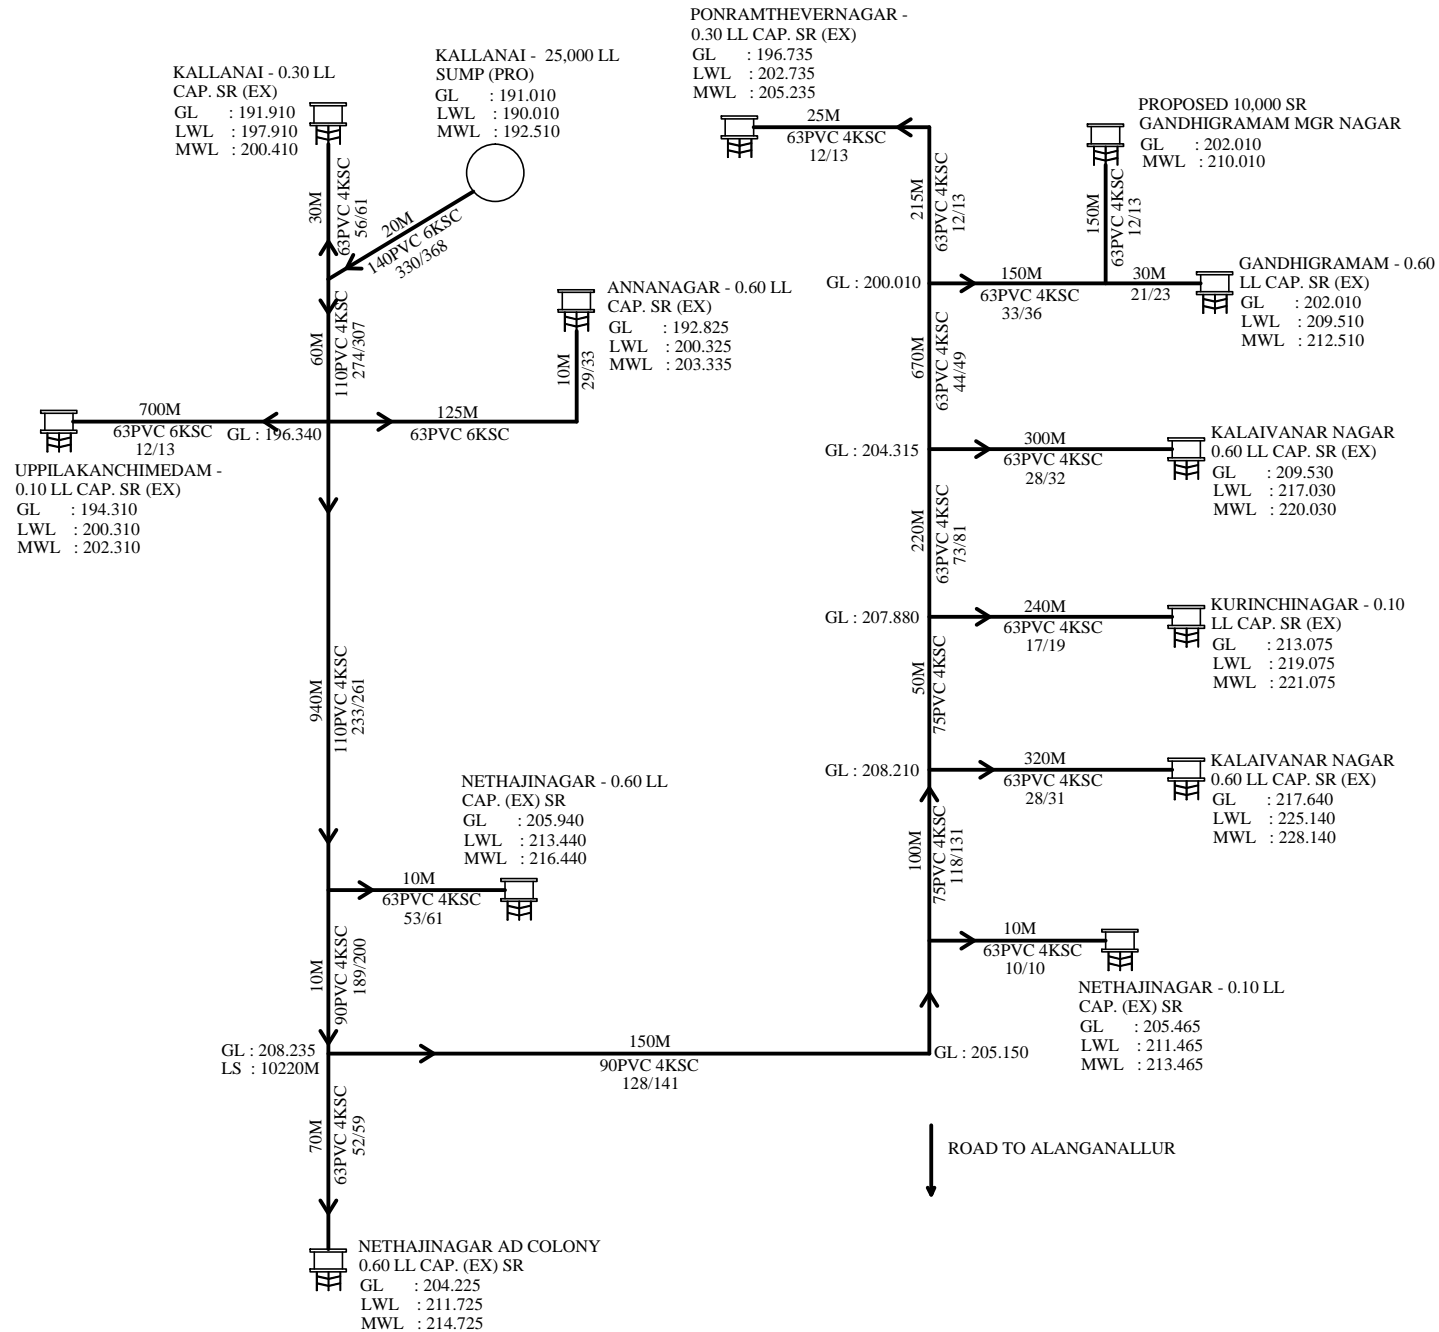 PONRAMTHEVERNAGAR -
0.30 LL CAP. SR (EX)
GL : 196.735
LWL : 202.735
MWL : 205.235
KALLANAI - 0.30 LL
CAP. SR (EX)
GL : 191.910
LWL : 197.910
MWL : 200.410
KALLANAI - 25,000 LL
SUMP (PRO)
GL : 191.010
LWL : 190.010
MWL : 192.510
PROPOSED 10,000 SR
GANDHIGRAMAM MGR NAGAR
GL : 202.010
MWL : 210.010
25M
63PVC 4KSC
12/13
30M
63PVC 4KSC
56/61
20M
140PVC 6KSC
330/368
215M
63PVC 4KSC
12/13
150M
63PVC 4KSC
12/13
GL : 200.010
150M
63PVC 4KSC
33/36
30M
21/23
GANDHIGRAMAM - 0.60
LL CAP. SR (EX)
GL : 202.010
LWL : 209.510
MWL : 212.510
ANNANAGAR - 0.60 LL
CAP. SR (EX)
GL : 192.825
LWL : 200.325
MWL : 203.335
60M
110PVC 4KSC
274/307
10M
29/33
670M
63PVC 4KSC
44/49
700M
63PVC 6KSC
12/13
GL : 196.340
125M
63PVC 6KSC
UPPILAKANCHIMEDAM -
0.10 LL CAP. SR (EX)
GL : 194.310
LWL : 200.310
MWL : 202.310
GL : 204.315
300M
63PVC 4KSC
28/32
KALAIVANAR NAGAR
0.60 LL CAP. SR (EX)
GL : 209.530
LWL : 217.030
MWL : 220.030
220M
63PVC 4KSC
73/81
GL : 207.880
240M
63PVC 4KSC
17/19
KURINCHINAGAR - 0.10
LL CAP. SR (EX)
GL : 213.075
LWL : 219.075
MWL : 221.075
940M
110PVC 4KSC
233/261
50M
75PVC 4KSC
GL : 208.210
320M
63PVC 4KSC
28/31
KALAIVANAR NAGAR
0.60 LL CAP. SR (EX)
GL : 217.640
LWL : 225.140
MWL : 228.140
NETHAJINAGAR - 0.60 LL
CAP. (EX) SR
GL : 205.940
LWL : 213.440
MWL : 216.440
10M
63PVC 4KSC
53/61
100M
75PVC 4KSC
118/131
10M
63PVC 4KSC
10/10
NETHAJINAGAR - 0.10 LL
CAP. (EX) SR
GL : 205.465
LWL : 211.465
MWL : 213.465
10M
90PVC 4KSC
189/200
GL : 208.235
LS : 10220M
150M
90PVC 4KSC
128/141
GL : 205.150
70M
63PVC 4KSC
52/59
ROAD TO ALANGANALLUR
NETHAJINAGAR AD COLONY
0.60 LL CAP. (EX) SR
GL : 204.225
LWL : 211.725
MWL : 214.725